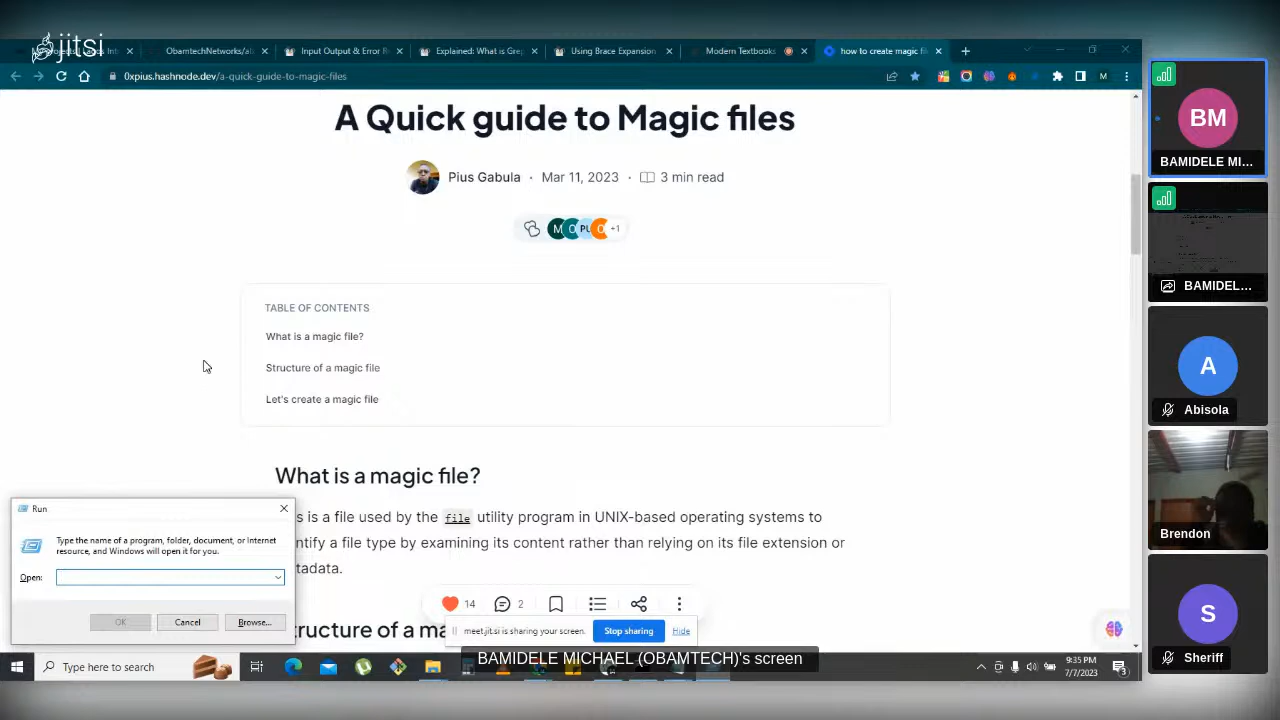 jitsi
ObamtechNetworks/al
Input Output & Error R
Explained: What is Gre
Using Brace Expansion
Modern Textbooks
how to create magic fi
0xpius.hashnode.dev/a-quick-guide-to-magic-files
M
A Quick guide to Magic files
Pius Gabula · Mar 11, 2023 · 3 min read
M
PU
O
+1
TABLE OF CONTENTS
What is a magic file?
Structure of a magic file
Let's create a magic file
What is a magic file?
s is a file used by the file utility program in UNIX-based operating systems to
ntify a file type by examining its content rather than relying on its file extension or
tadata.
14
2
ructure of a ma
Run
Type the name of a program, folder, document, or Internet
resource, and Windows will open it for you.
Open:
OK
Cancel
Browse...
meet.jit.si is sharing your screen.
Stop sharing
Hide
BAMIDELE MICHAEL (OBAMTECH)'s screen
Type here to search
9:35 PM
7/7/2023
3
BM
BAMIDELE MI...
BAMIDEL...
A
Abisola
Brendon
S
Sheriff